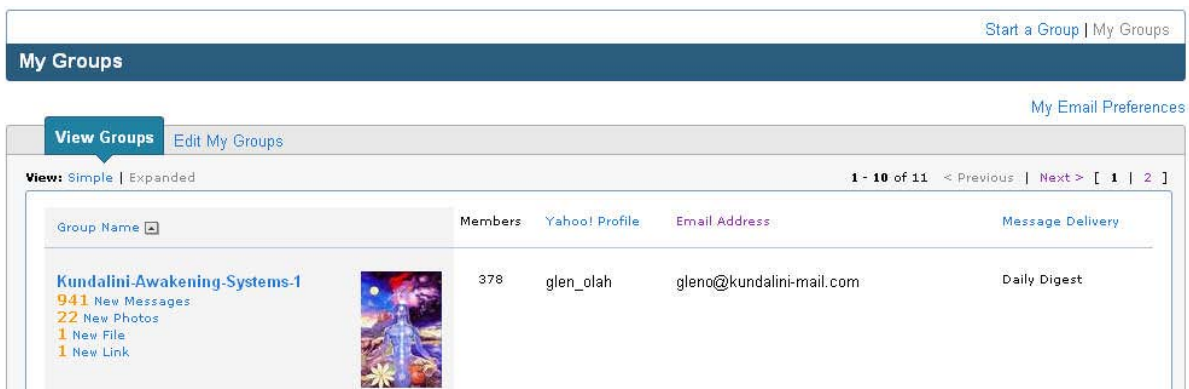 Start a Group | My Groups
My Groups
My Email Preferences
View Groups Edit My Groups
View: Simple | Expanded 1 - 10 of 11 < Previous | Next > [ 1 | 2 ]
Group Name Members Yahoo! Profile Email Address Message Delivery
Kundalini-Awakening-Systems-1 378 glen_olah gleno@kundalini-mail.com Daily Digest
941 New Messages
22 New Photos
1 New File
1 New Link